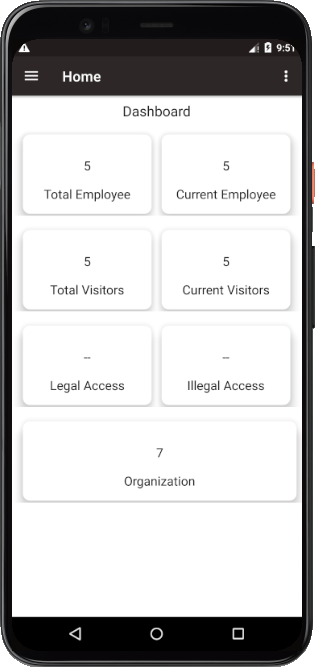 9:51
Home
Dashboard
5
Total Employee
5
Current Employee
5
Total Visitors
5
Current Visitors
--
Legal Access
--
Illegal Access
7
Organization